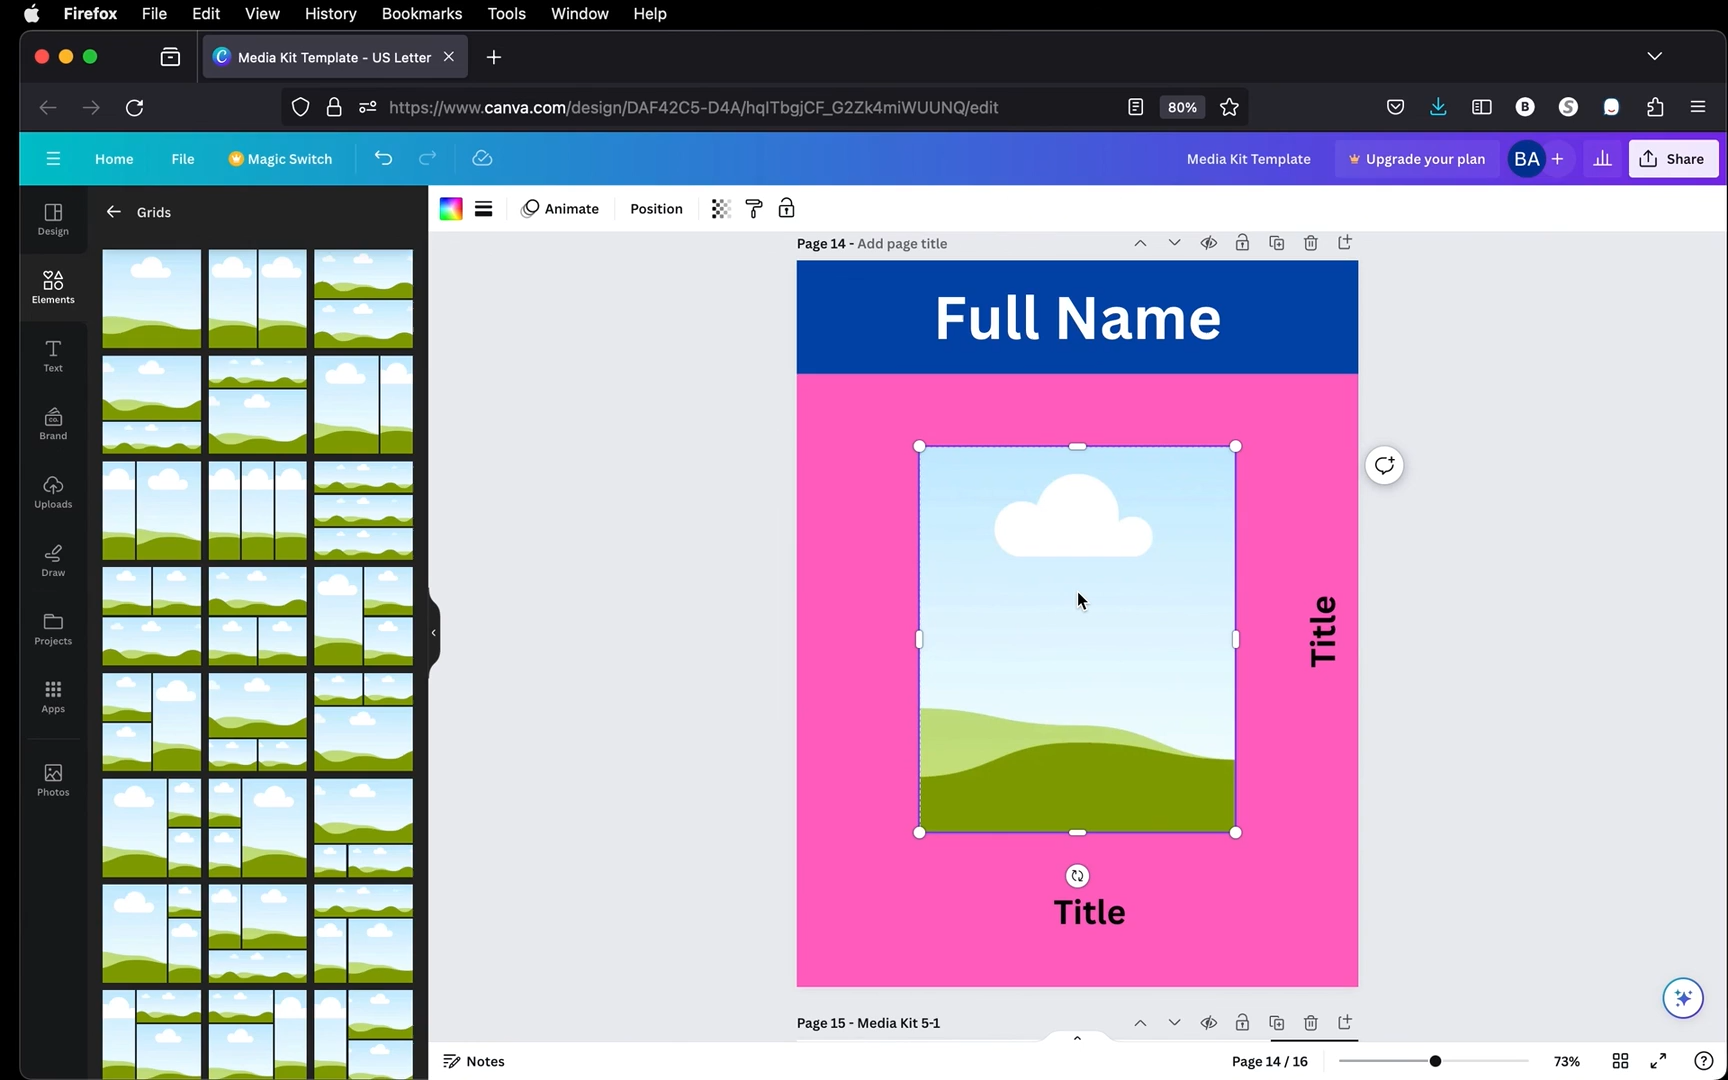 Firefox File Edit View History Bookmarks Tools Window Help
Media Kit Template - US Letter
https://www.canva.com/design/DAF42C5-D4A/hqITbgjCF_G2Zk4miWUUNQ/edit
80%
Home File Magic Switch
Media Kit Template
Upgrade your plan
BA
Share
Design
Elements
Text
Brand
Uploads
Draw
Projects
Apps
Photos
Grids
Animate Position
Page 14 - Add page title
Full Name
Title
Title
Page 15 - Media Kit 5-1
Notes
Page 14 / 16
73%